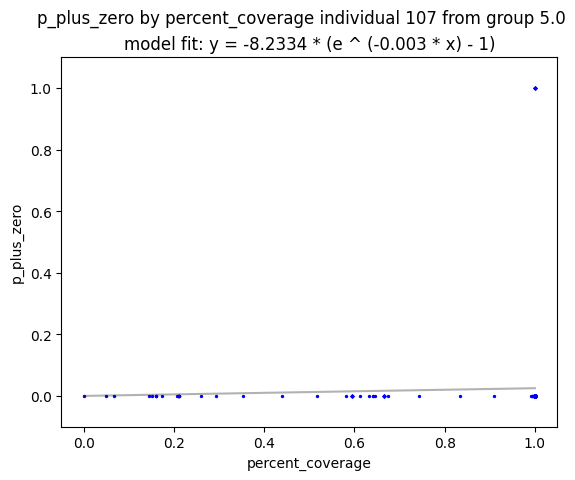 p_plus_zero by percent_coverage individual 107 from group 5.0
model fit: y = -8.2334 * (e ^ (-0.003 * x) - 1)
1.0
0.8
0.6
0.4
0.2
0.0
p_plus_zero
0.0 0.2 0.4 0.6 0.8 1.0
percent_coverage